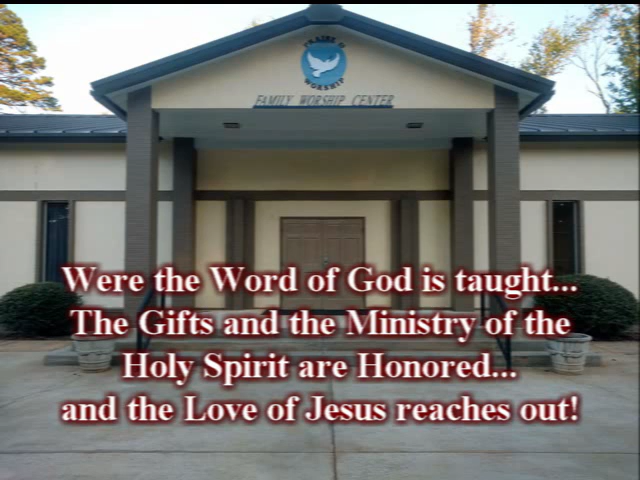 PRAISE &
WORSHIP
FAMILY WORSHIP CENTER
Were the Word of God is taught...
The Gifts and the Ministry of the
Holy Spirit are Honored...
and the Love of Jesus reaches out!